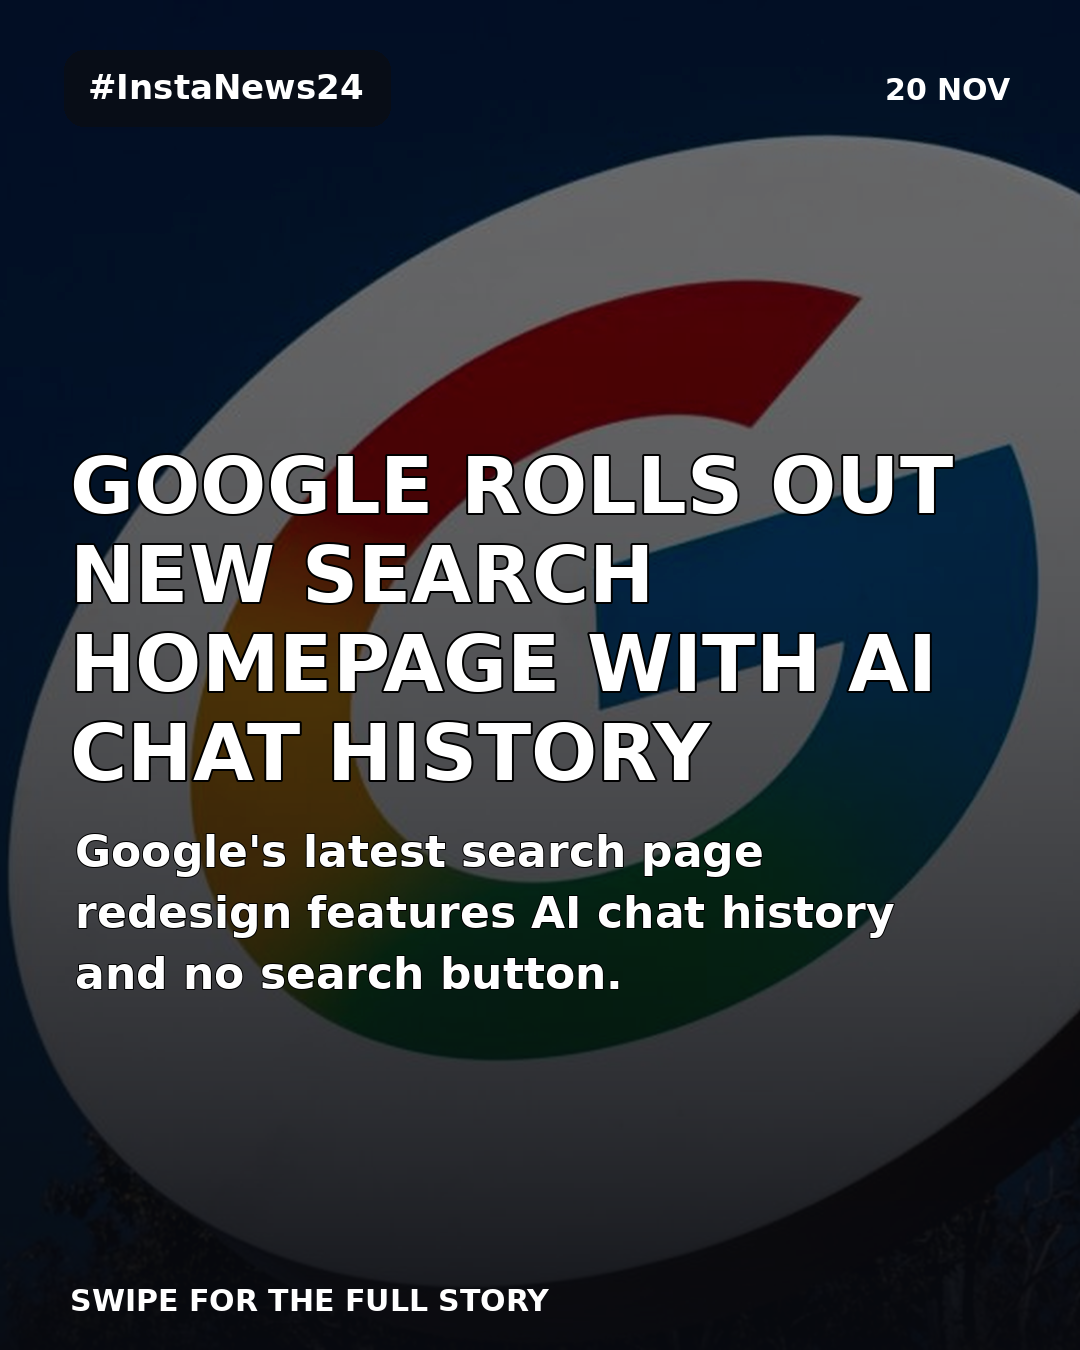 #InstaNews24
20 NOV
GOOGLE ROLLS OUT
NEW SEARCH
HOMEPAGE WITH AI
CHAT HISTORY
Google's latest search page
redesign features AI chat history
and no search button.
SWIPE FOR THE FULL STORY